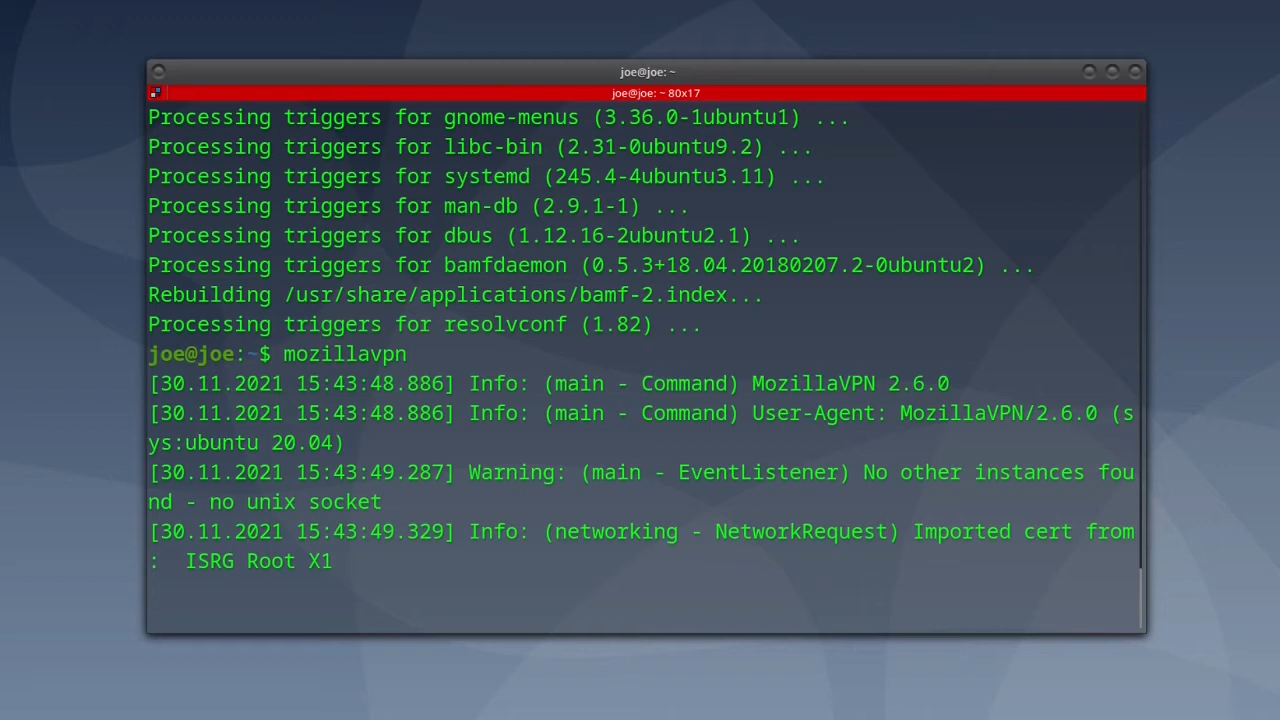 joe@joe: ~
joe@joe: ~ 80x17
Processing triggers for gnome-menus (3.36.0-1ubuntu1) ...
Processing triggers for libc-bin (2.31-0ubuntu9.2) ...
Processing triggers for systemd (245.4-4ubuntu3.11) ...
Processing triggers for man-db (2.9.1-1) ...
Processing triggers for dbus (1.12.16-2ubuntu2.1) ...
Processing triggers for bamfdaemon (0.5.3+18.04.20180207.2-0ubuntu2) ...
Rebuilding /usr/share/applications/bamf-2.index...
Processing triggers for resolvconf (1.82) ...
joe@joe:~$ mozillavpn
[30.11.2021 15:43:48.886] Info: (main - Command) MozillaVPN 2.6.0
[30.11.2021 15:43:48.886] Info: (main - Command) User-Agent: MozillaVPN/2.6.0 (s
ys:ubuntu 20.04)
[30.11.2021 15:43:49.287] Warning: (main - EventListener) No other instances fou
nd - no unix socket
[30.11.2021 15:43:49.329] Info: (networking - NetworkRequest) Imported cert from
:  ISRG Root X1